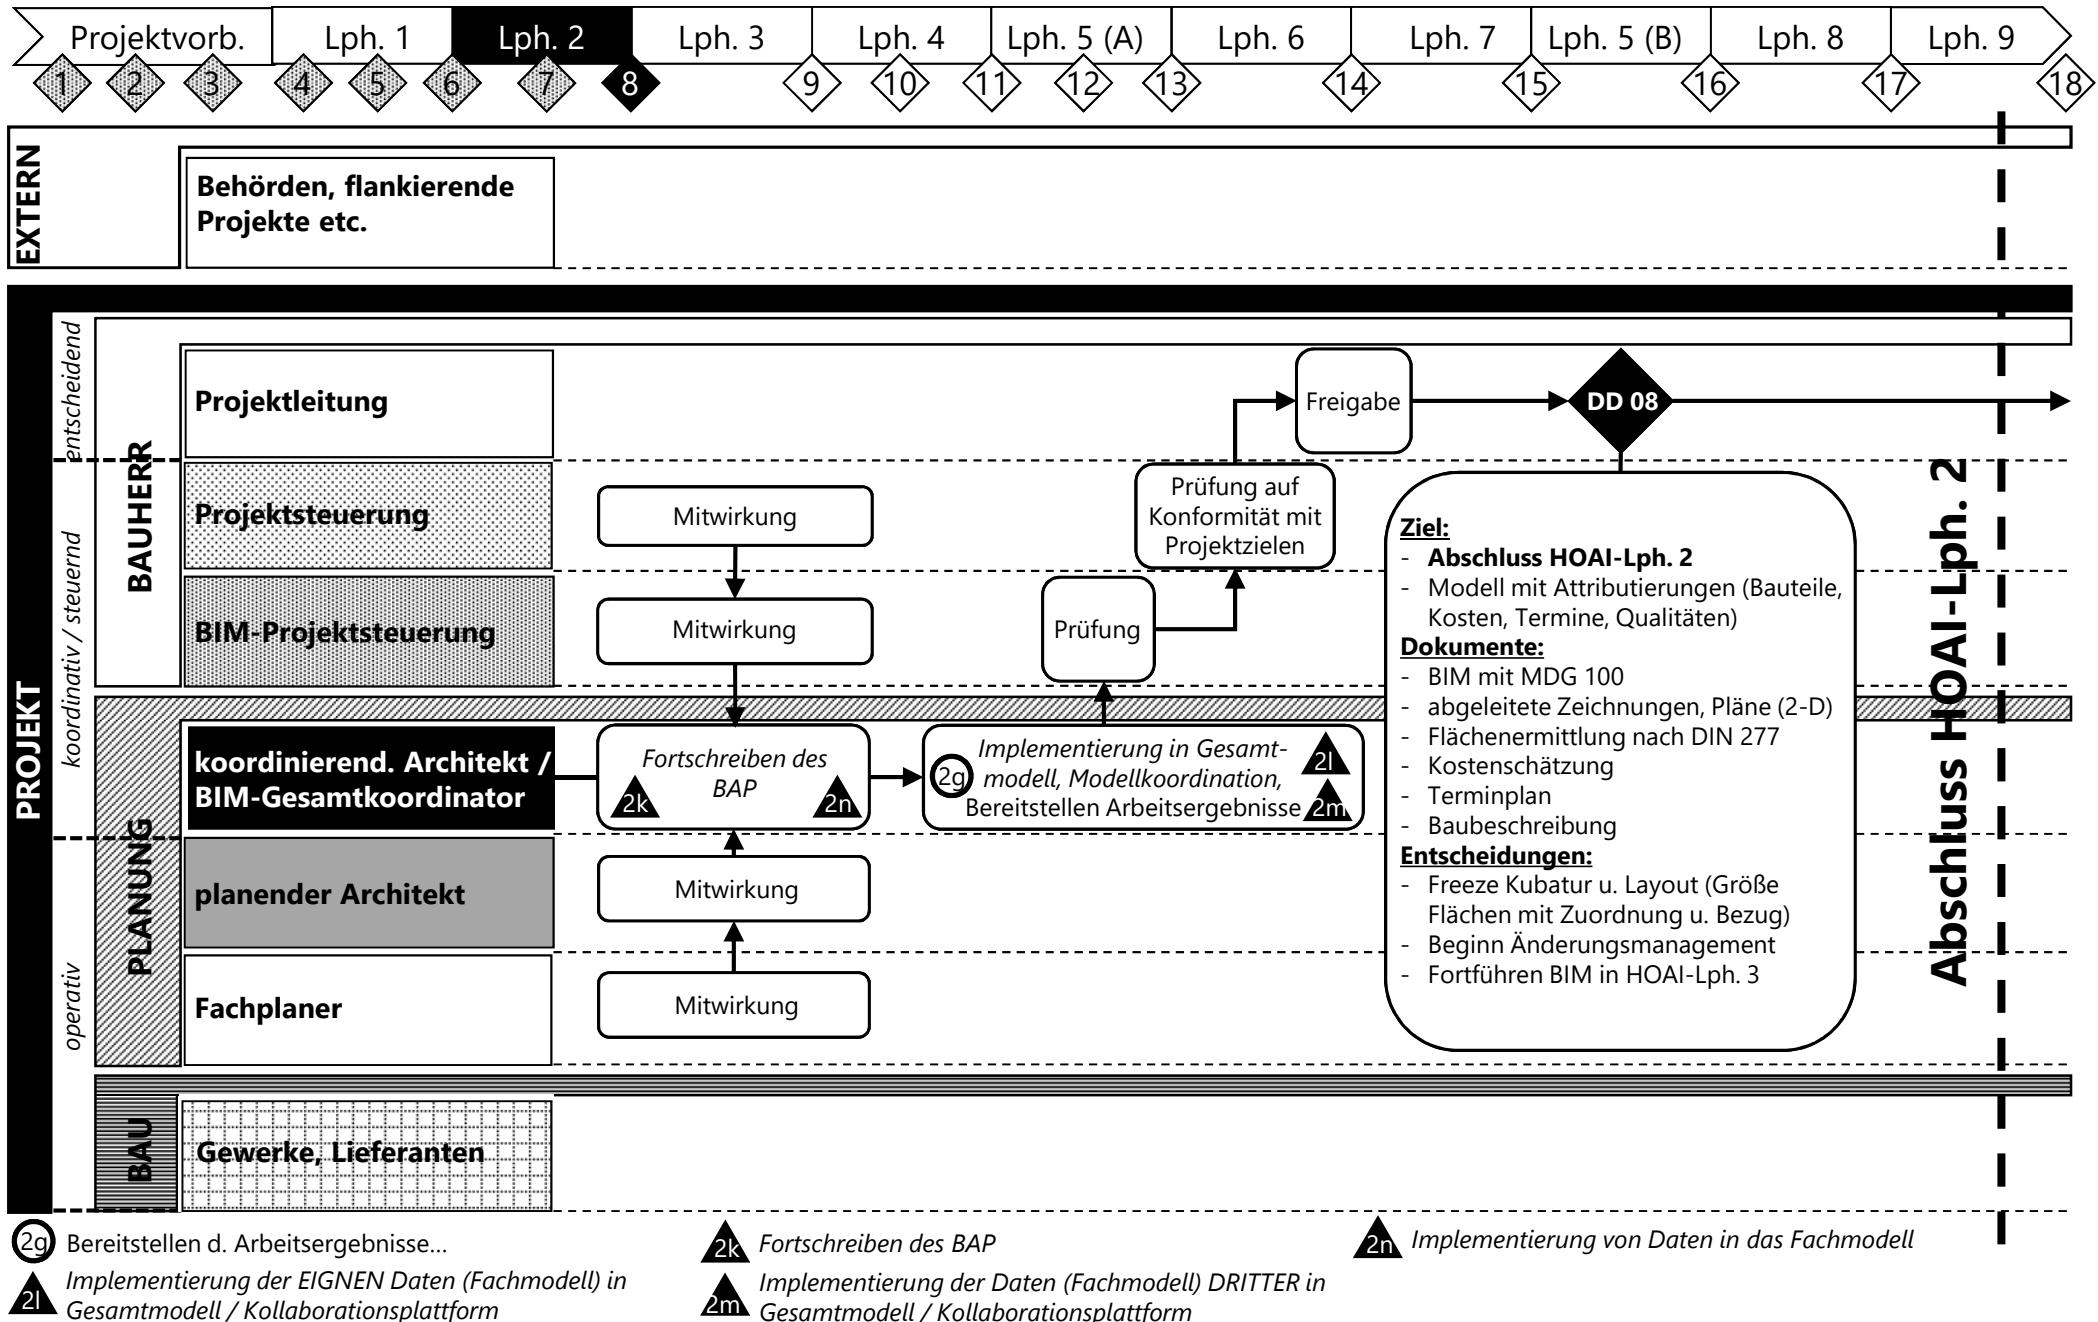 Projektvorb.
Lph. 1
Lph. 2
Lph. 3
Lph. 4
Lph. 5 (A)
Lph. 6
Lph. 7
Lph. 5 (B)
Lph. 8
Lph. 9
1
2
3
4
5
6
7
8
9
10
11
12
13
14
15
16
17
18
EXTERN
Behörden, flankierende
Projekte etc.
PROJEKT
entscheidend
koordinativ / steuernd
operativ
BAUHERR
Projektleitung
Freigabe
DD 08
Projektsteuerung
Mitwirkung
Prüfung auf
Konformität mit
Projektzielen
BIM-Projektsteuerung
Mitwirkung
Prüfung
PLANUNG
koordinierend. Architekt /
BIM-Gesamtkoordinator
Fortschreiben des
BAP
2k
2n
2g
Implementierung in Gesamt-
modell, Modellkoordination,
Bereitstellen Arbeitsergebnisse
2l
2m
planender Architekt
Mitwirkung
Fachplaner
Mitwirkung
Ziel:
- Abschluss HOAI-Lph. 2
- Modell mit Attributierungen (Bauteile,
Kosten, Termine, Qualitäten)
Dokumente:
- BIM mit MDG 100
- abgeleitete Zeichnungen, Pläne (2-D)
- Flächenermittlung nach DIN 277
- Kostenschätzung
- Terminplan
- Baubeschreibung
Entscheidungen:
- Freeze Kubatur u. Layout (Größe
Flächen mit Zuordnung u. Bezug)
- Beginn Änderungsmanagement
- Fortführen BIM in HOAI-Lph. 3
Abschluss HOAI-Lph. 2
BAU
Gewerke, Lieferanten
2g Bereitstellen d. Arbeitsergebnisse...
2l Implementierung der EIGNEN Daten (Fachmodell) in
Gesamtmodell / Kollaborationsplattform
2k Fortschreiben des BAP
2m Implementierung der Daten (Fachmodell) DRITTER in
Gesamtmodell / Kollaborationsplattform
2n Implementierung von Daten in das Fachmodell